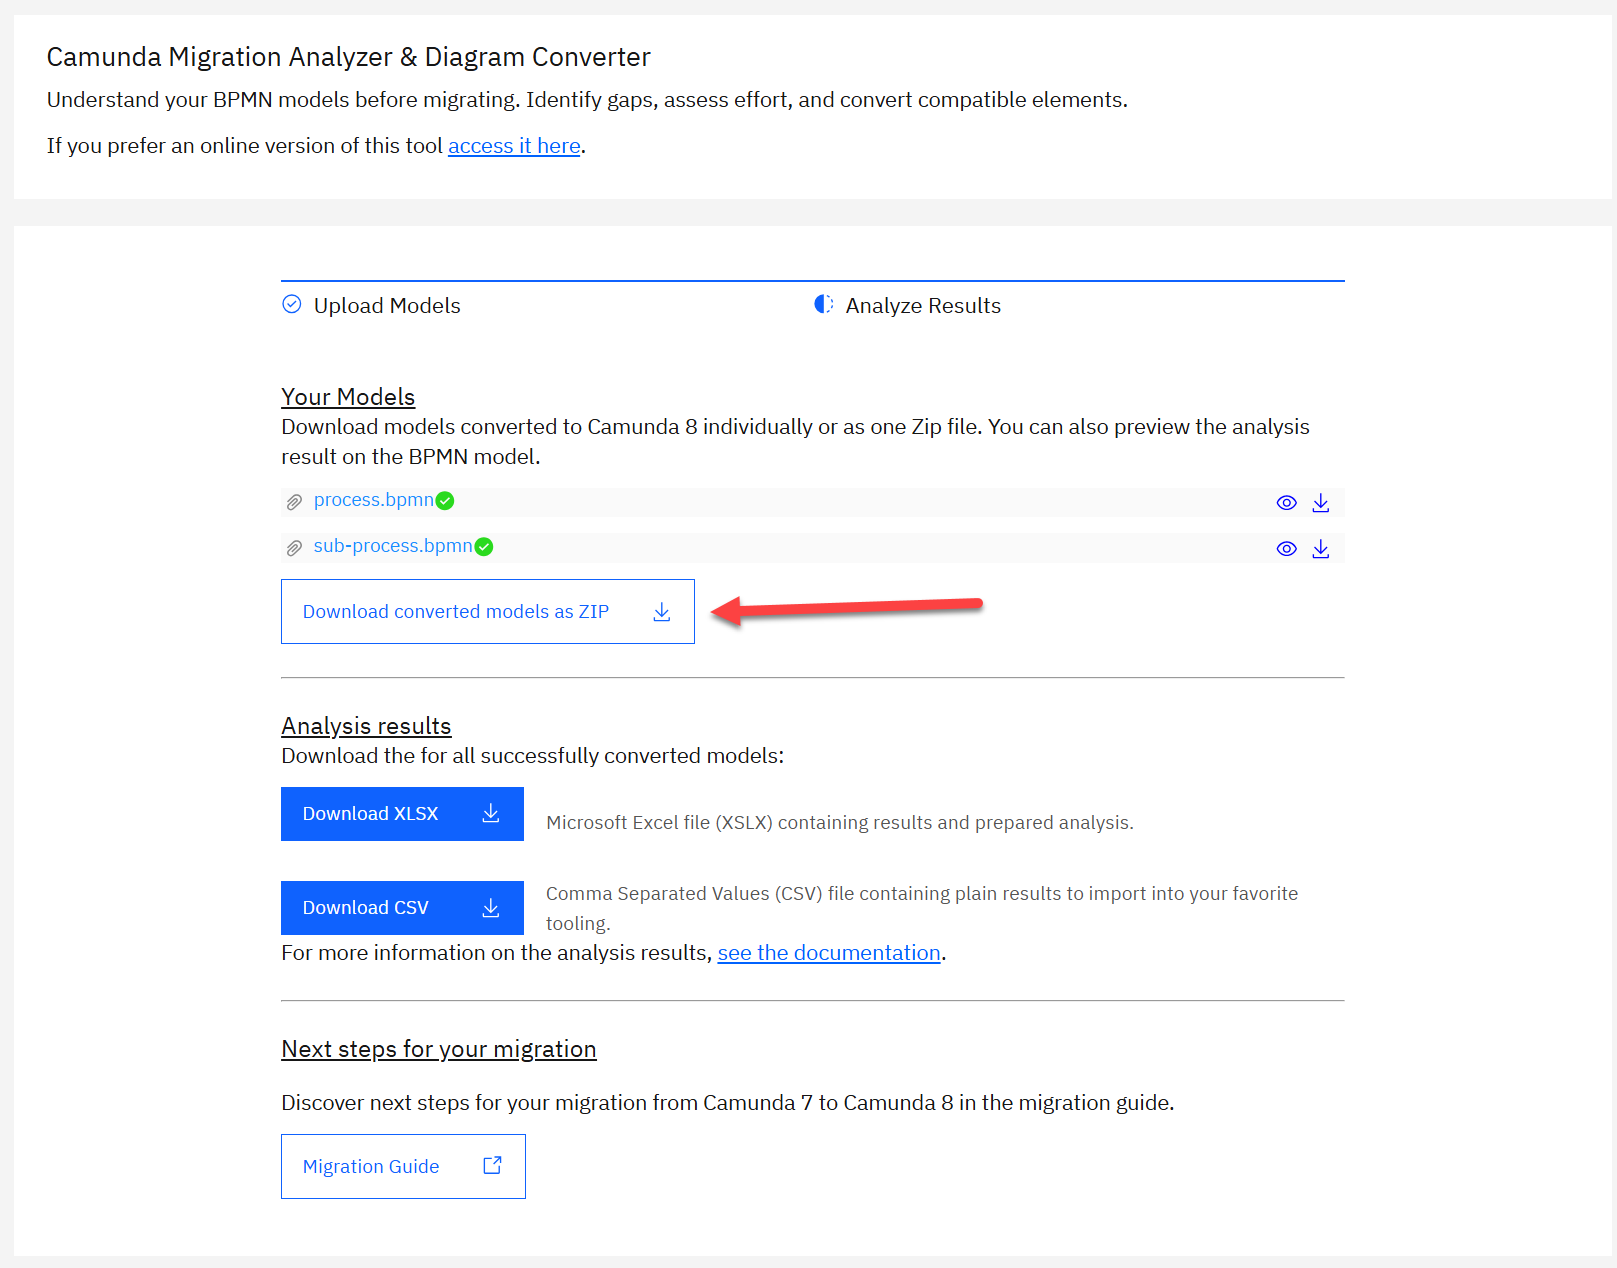 Camunda Migration Analyzer & Diagram Converter
Understand your BPMN models before migrating. Identify gaps, assess effort, and convert compatible elements.
If you prefer an online version of this tool access it here.
Upload Models
Analyze Results
Your Models
Download models converted to Camunda 8 individually or as one Zip file. You can also preview the analysis
result on the BPMN model.
process.bpmn
sub-process.bpmn
Download converted models as ZIP
Analysis results
Download the for all successfully converted models:
Download XLSX
Microsoft Excel file (XSLX) containing results and prepared analysis.
Download CSV
Comma Separated Values (CSV) file containing plain results to import into your favorite
tooling.
For more information on the analysis results, see the documentation.
Next steps for your migration
Discover next steps for your migration from Camunda 7 to Camunda 8 in the migration guide.
Migration Guide